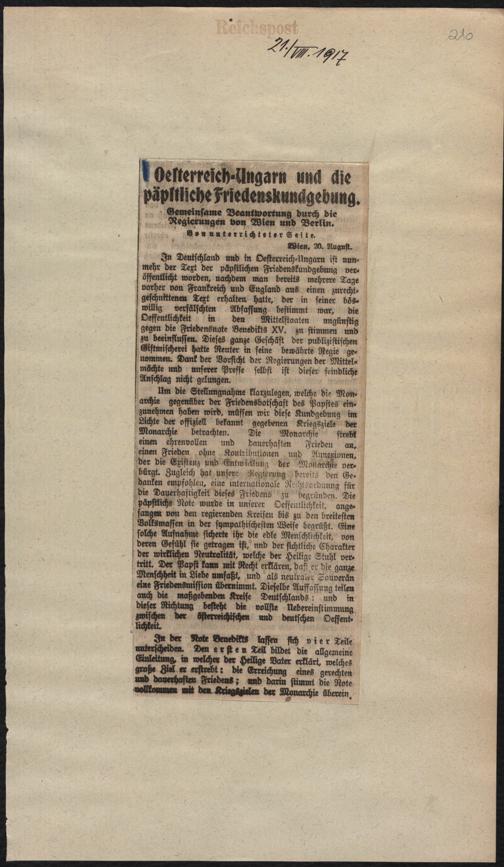 Reichspost
21./VIII. 1917
210
Oesterreich-Ungarn und die
päpstliche Friedenskundgebung.
Gemeinsame Beantwortung durch die
Regierungen von Wien und Berlin.
Von unterrichteter Seite.
Wien, 20. August.
In Deutschland und in Oesterreich-Ungarn ist nun-
mehr der Text der päpstlichen Friedenskundgebung ver-
öffentlicht worden, nachdem man bereits mehrere Tage
vorher von Frankreich und England aus einen zurecht-
geschnittenen Text erhalten hatte, der in seiner bös-
willig verfälschten Abfassung bestimmt war, die
Oeffentlichkeit in den Mittelstaaten ungünstig
gegen die Friedensnote Benedikts XV. zu stimmen und
zu beeinflussen. Dieses ganze Geschäft der publizistischen
Giftmischerei hatte Reuter in seine bewährte Regie ge-
nommen. Dank der Vorsicht der Regierungen der Mittel-
mächte und unserer Presse selbst ist dieser feindliche
Anschlag nicht gelungen.
Um die Stellungnahme klarzulegen, welche die Mon-
archie gegenüber der Friedensbotschaft des Papstes ein-
zunehmen haben wird, müssen wir diese Kundgebung im
Lichte der offiziell bekannt gegebenen Kriegsziele der
Monarchie betrachten. Die Monarchie strebt
einen ehrenvollen und dauerhaften Frieden an,
einen Frieden ohne Kontributionen und Annexionen,
der die Existenz und Entwicklung der Monarchie ver-
bürgt. Zugleich hat unsere Regierung bereits den Ge-
danken empfohlen, eine internationale Rechtsordnung für
die Dauerhaftigkeit dieses Friedens zu begründen. Die
päpstliche Note wurde in unserer Oeffentlichkeit, ange-
fangen von den regierenden Kreisen bis zu den breitesten
Volksmassen in der sympathischesten Weise begrüßt. Eine
solche Aufnahme sicherte ihr die edle Menschlichkeit, von
deren Gefühl sie getragen ist, und der sichtliche Charakter
der wirklichen Neutralität, welche der Heilige Stuhl ver-
tritt. Der Papst kann mit Recht erklären, daß er die ganze
Menschheit in Liebe umfaßt, und als neutraler Souverän
eine Friedensmission übernimmt. Dieselbe Auffassung teilen
auch die maßgebenden Kreise Deutschlands; und in
dieser Richtung besteht die vollste Uebereinstimmung
zwischen der österreichischen und deutschen Oeffent-
lichkeit.
In der Note Benedikts lassen sich vier Teile
unterscheiden. Den ersten Teil bildet die allgemeine
Einleitung, in welcher der Heilige Vater erklärt, welches
große Ziel er erstrebt: die Erreichung eines gerechten
und dauerhaften Friedens; und darin stimmt die Note
vollkommen mit den Kriegszielen der Monarchie überein.